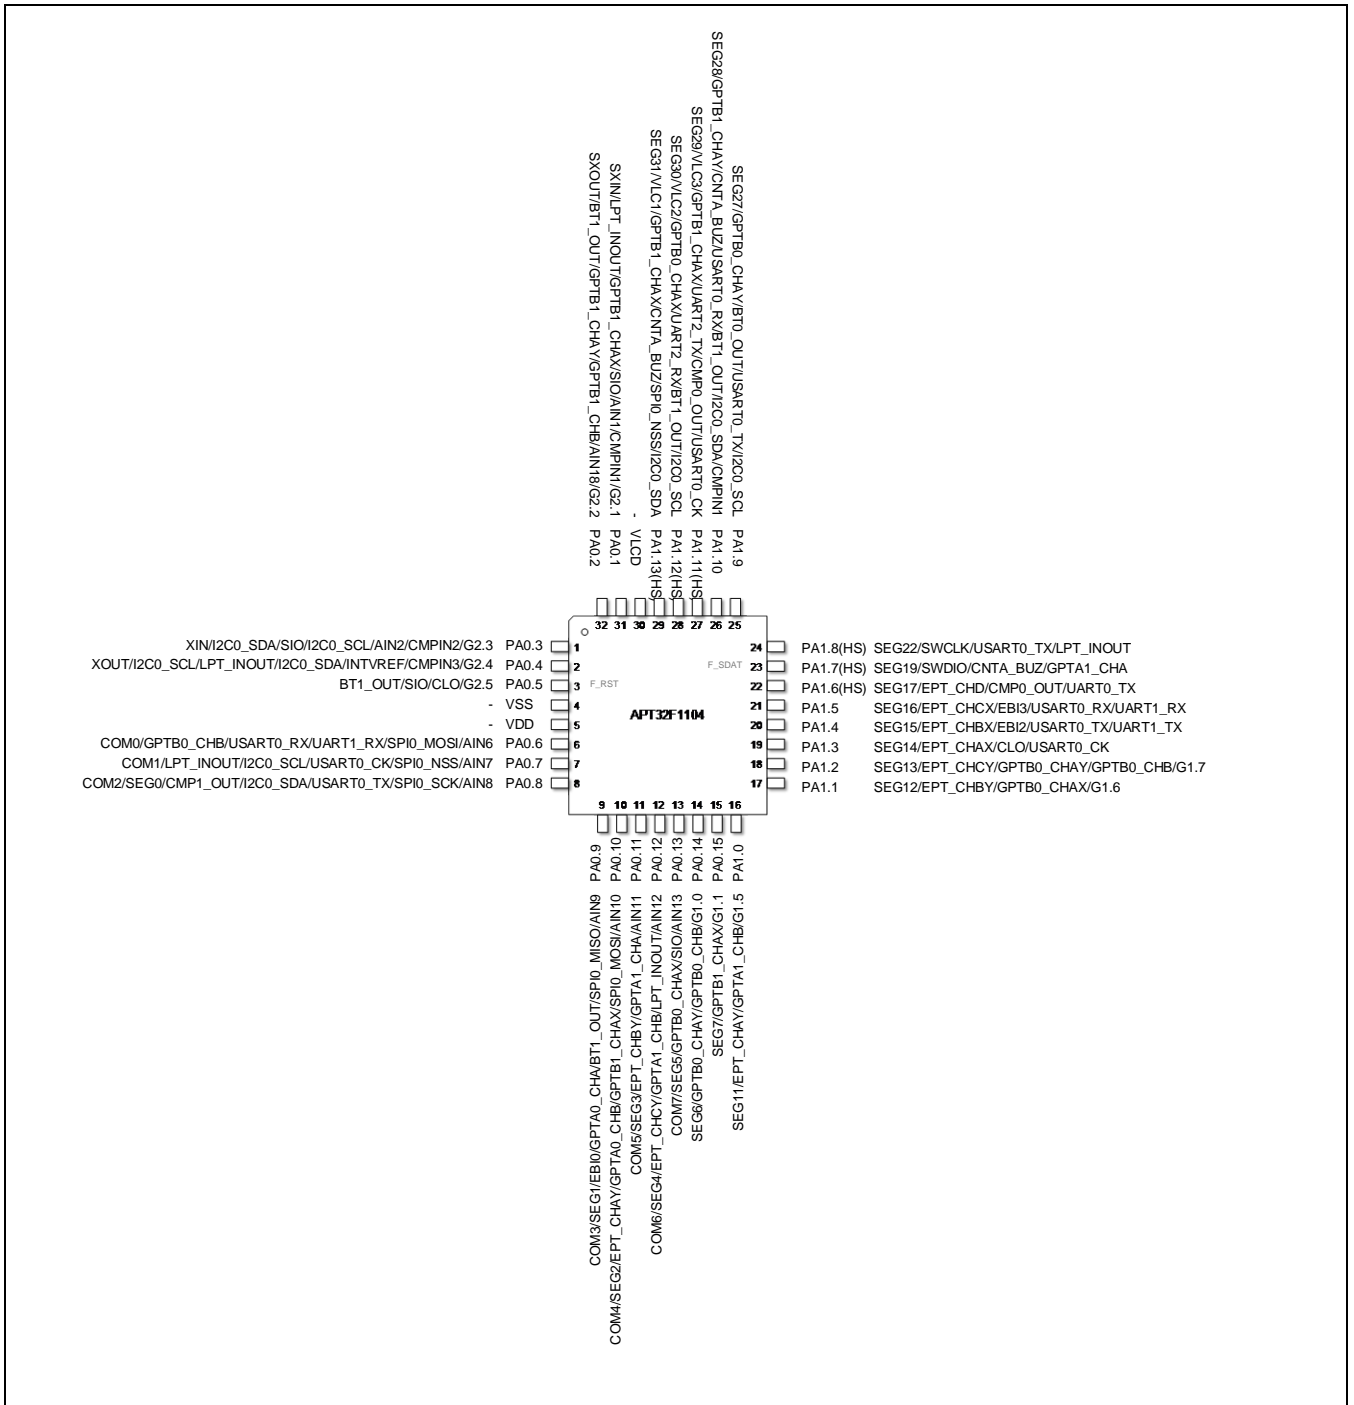 SXOUT/BT1_OUT/GPTB1_CHAY/GPTB1_CHB/AIN18/G2.2 PA0.2
SXIN/LPT_INOUT/GPTB1_CHAX/SIO/AIN1/CMPIN1/G2.1 PA0.1
- VLCD
SEG31/VLC1/GPTB1_CHAX/CNTA_BUZ/SPI0_NSS/I2C0_SDA PA1.13(HS)
SEG30/VLC2/GPTB0_CHAX/UART2_RX/BT1_OUT/I2C0_SCL PA1.12(HS)
SEG29/VLC3/GPTB1_CHAX/UART2_TX/CMP0_OUT/USART0_CK PA1.11(HS)
SEG28/GPTB1_CHAY/CNTA_BUZ/USART0_RX/BT1_OUT/I2C0_SDA/CMPIN1 PA1.10
SEG27/GPTB0_CHAY/BT0_OUT/USART0_TX/I2C0_SCL PA1.9
32 31 30 29 28 27 26 25
XIN/I2C0_SDA/SIO/I2C0_SCL/AIN2/CMPIN2/G2.3 PA0.3 1
XOUT/I2C0_SCL/LPT_INOUT/I2C0_SDA/INTVREF/CMPIN3/G2.4 PA0.4 2
BT1_OUT/SIO/CLO/G2.5 PA0.5 3 F_RST
- VSS 4
- VDD 5
COM0/GPTB0_CHB/USART0_RX/UART1_RX/SPI0_MOSI/AIN6 PA0.6 6
COM1/LPT_INOUT/I2C0_SCL/USART0_CK/SPI0_NSS/AIN7 PA0.7 7
COM2/SEG0/CMP1_OUT/I2C0_SDA/USART0_TX/SPI0_SCK/AIN8 PA0.8 8
APT32F1104
24 PA1.8(HS) SEG22/SWCLK/USART0_TX/LPT_INOUT
F_SDAT 23 PA1.7(HS) SEG19/SWDIO/CNTA_BUZ/GPTA1_CHA
22 PA1.6(HS) SEG17/EPT_CHD/CMP0_OUT/UART0_TX
21 PA1.5 SEG16/EPT_CHCX/EBI3/USART0_RX/UART1_RX
20 PA1.4 SEG15/EPT_CHBX/EBI2/USART0_TX/UART1_TX
19 PA1.3 SEG14/EPT_CHAX/CLO/USART0_CK
18 PA1.2 SEG13/EPT_CHCY/GPTB0_CHAY/GPTB0_CHB/G1.7
17 PA1.1 SEG12/EPT_CHBY/GPTB0_CHAX/G1.6
9 10 11 12 13 14 15 16
PA0.9 COM3/SEG1/EBI0/GPTA0_CHA/BT1_OUT/SPI0_MISO/AIN9
PA0.10 COM4/SEG2/EPT_CHAY/GPTA0_CHB/GPTB1_CHAX/SPI0_MOSI/AIN10
PA0.11 COM5/SEG3/EPT_CHBY/GPTA1_CHA/AIN11
PA0.12 COM6/SEG4/EPT_CHCY/GPTA1_CHB/LPT_INOUT/AIN12
PA0.13 COM7/SEG5/GPTB0_CHAX/SIO/AIN13
PA0.14 SEG6/GPTB0_CHAY/GPTB0_CHB/G1.0
PA0.15 SEG7/GPTB1_CHAX/G1.1
PA1.0 SEG11/EPT_CHAY/GPTA1_CHB/G1.5